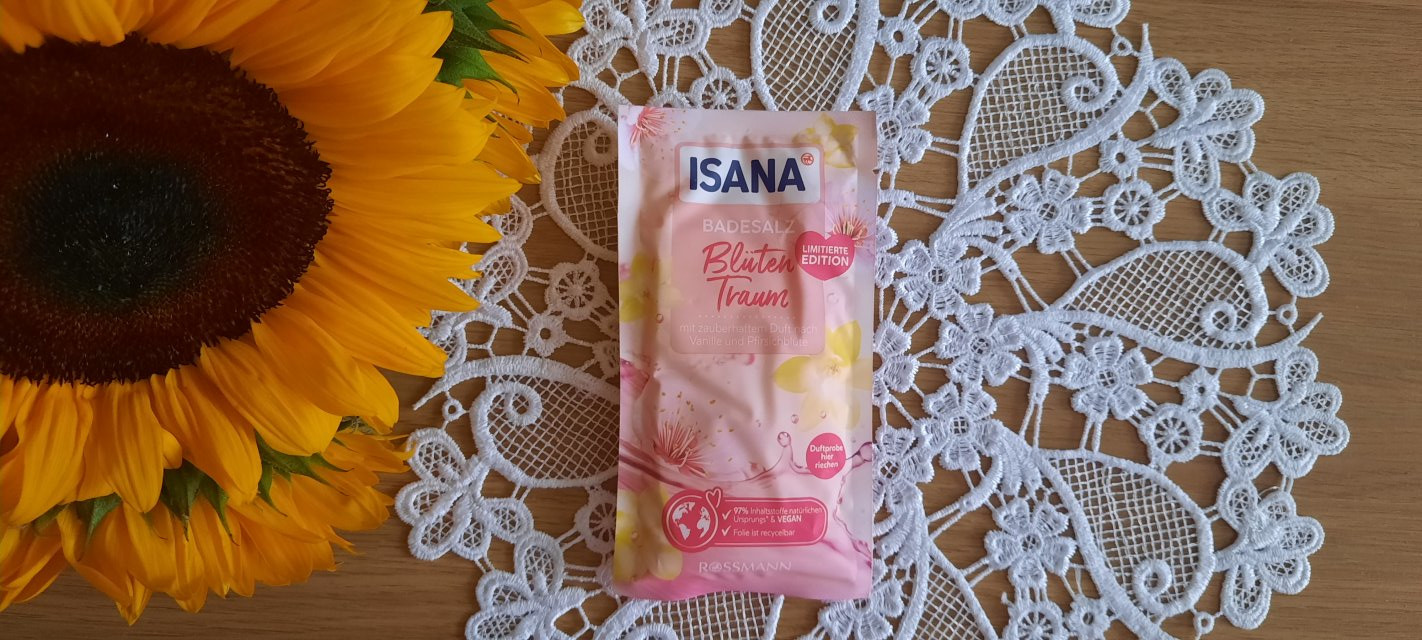 ISANA
BADESALZ
Blüten
Traum
LIMITIERTE
EDITION
mit zauberhaftem Duft nach
Vanille und Pfirsichblüte
Duftprobe
hier
riechen
97% Inhaltsstoffe natürlichen
Ursprungs* & VEGAN
Folie ist recycelbar
ROSSMANN